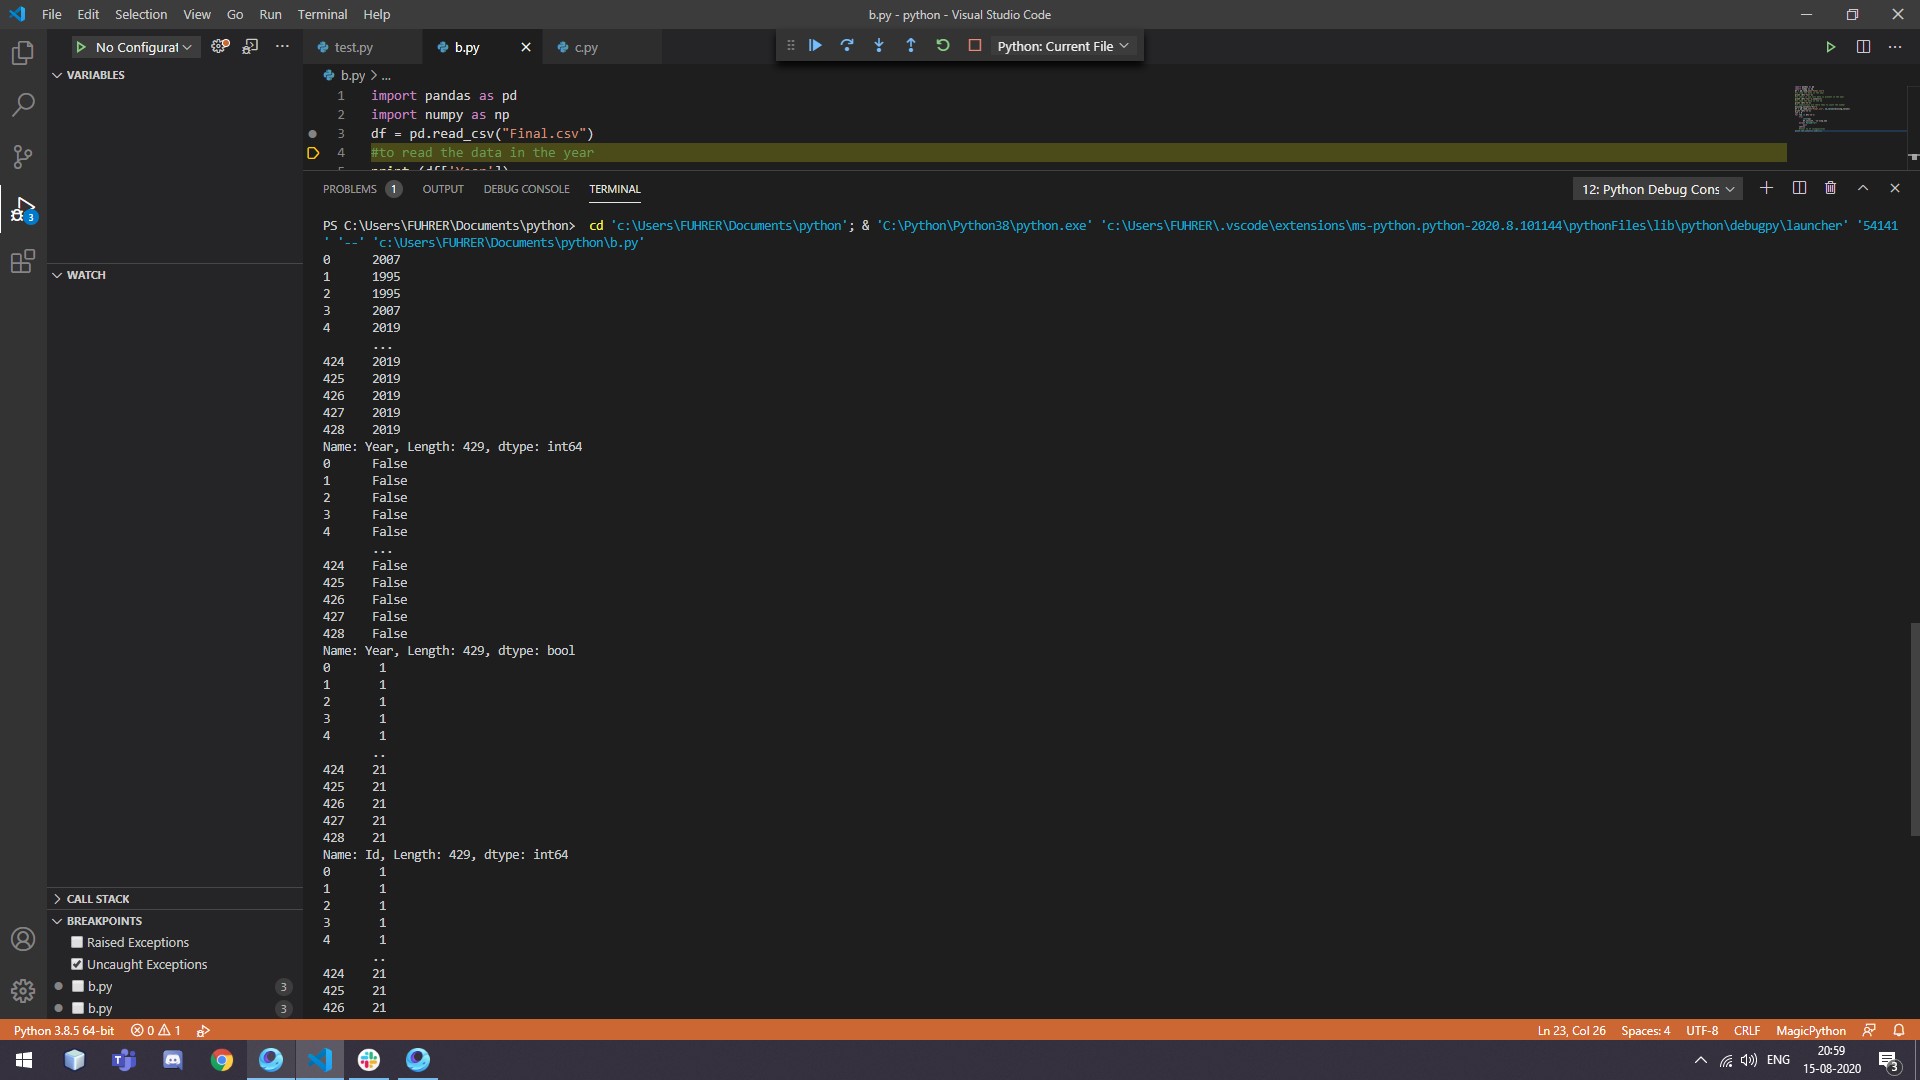 File Edit Selection View Go Run Terminal Help
b.py - python - Visual Studio Code
No Configurat
test.py
b.py
c.py
Python: Current File
VARIABLES
b.py > ...
1 import pandas as pd
2 import numpy as np
3 df = pd.read_csv("Final.csv")
4 #to read the data in the year
5 print (df['Year'])
PROBLEMS 1 OUTPUT DEBUG CONSOLE TERMINAL
12: Python Debug Cons
PS C:\Users\FUHRER\Documents\python> cd 'c:\Users\FUHRER\Documents\python'; & 'C:\Python\Python38\python.exe' 'c:\Users\FUHRER\.vscode\extensions\ms-python.python-2020.8.101144\pythonFiles\lib\python\debugpy\launcher' '54141
' '--' 'c:\Users\FUHRER\Documents\python\b.py'
0 2007
1 1995
2 1995
3 2007
4 2019
...
424 2019
425 2019
426 2019
427 2019
428 2019
Name: Year, Length: 429, dtype: int64
0 False
1 False
2 False
3 False
4 False
...
424 False
425 False
426 False
427 False
428 False
Name: Year, Length: 429, dtype: bool
0 1
1 1
2 1
3 1
4 1
..
424 21
425 21
426 21
427 21
428 21
Name: Id, Length: 429, dtype: int64
0 1
1 1
2 1
3 1
4 1
..
424 21
425 21
426 21
3
WATCH
CALL STACK
BREAKPOINTS
Raised Exceptions
Uncaught Exceptions
b.py 3
b.py 3
Python 3.8.5 64-bit 0 1
Ln 23, Col 26 Spaces: 4 UTF-8 CRLF MagicPython
ENG
20:59
15-08-2020
3